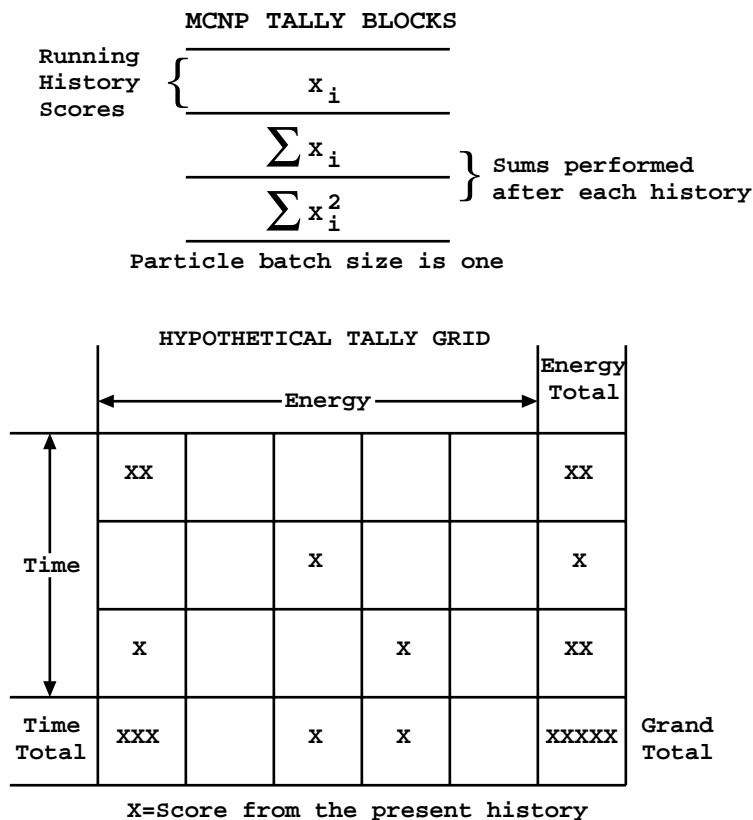 MCNP TALLY BLOCKS
Running
History
Scores
x_i
∑ x_i
∑ x_i^2
Sums performed
after each history
Particle batch size is one
HYPOTHETICAL TALLY GRID
Energy
Total
Energy
XX XX
Time X X
X X XX
Time
Total
XXX X X XXXXX
Grand
Total
X=Score from the present history